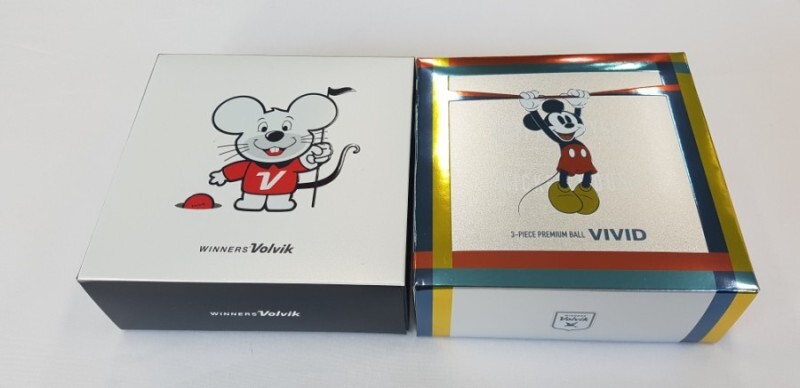 V
WINNERS Volvik
WINNERS Volvik
3-PIECE PREMIUM BALL VIVID
Volvik